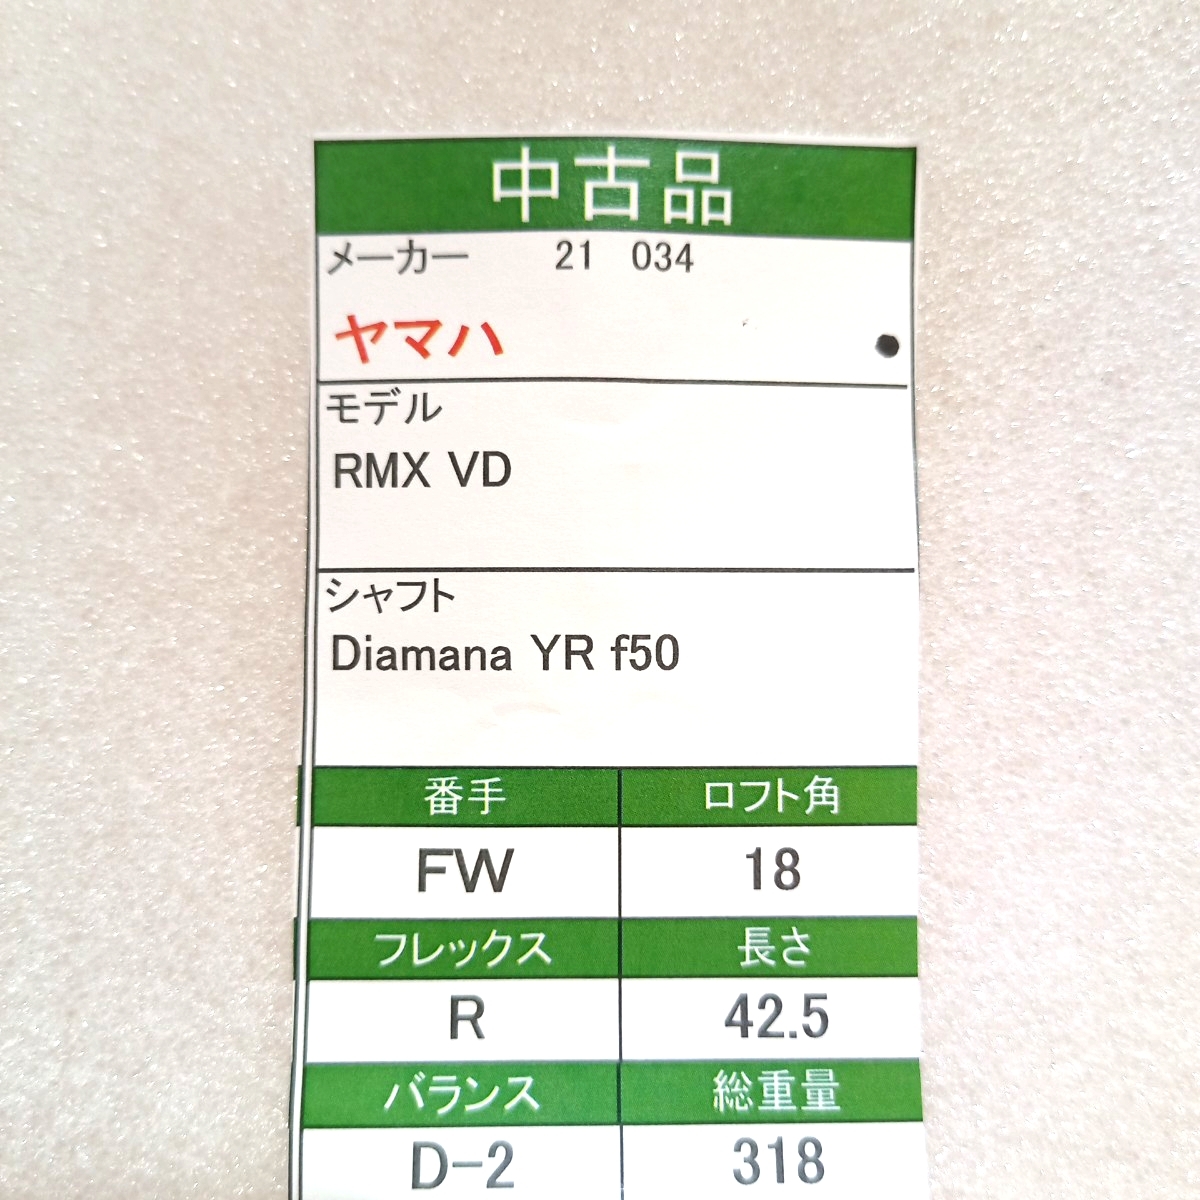 中古品
メーカー 21 034
ヤマハ
モデル
RMX VD
シャフト
Diamana YR f50
番手 ロフト角
FW 18
フレックス 長さ
R 42.5
バランス 総重量
D-2 318